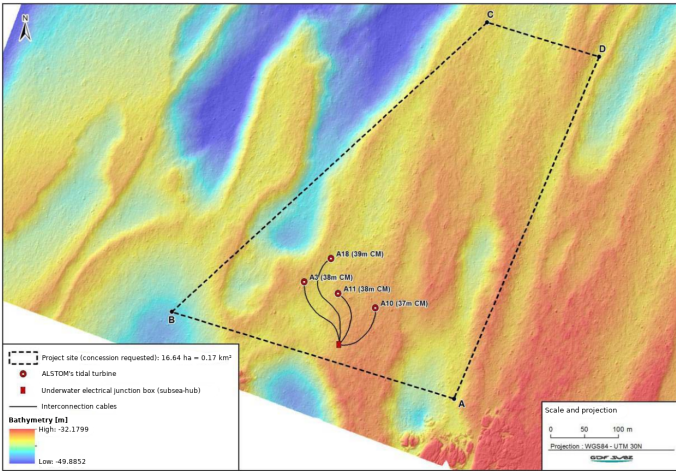 N
C
D
A18 (39m CM)
A3 (38m CM)
A11 (38m CM)
A10 (37m CM)
B
A
Project site (concession requested): 16.64 ha = 0.17 km²
ALSTOM's tidal turbine
Underwater electrical junction box (subsea-hub)
Interconnection cables
Bathymetry [m]
High: -32.1799
Low: -49.8852
Scale and projection
0 50 100 m
Projection : WGS84 - UTM 30N
GDF SUEZ